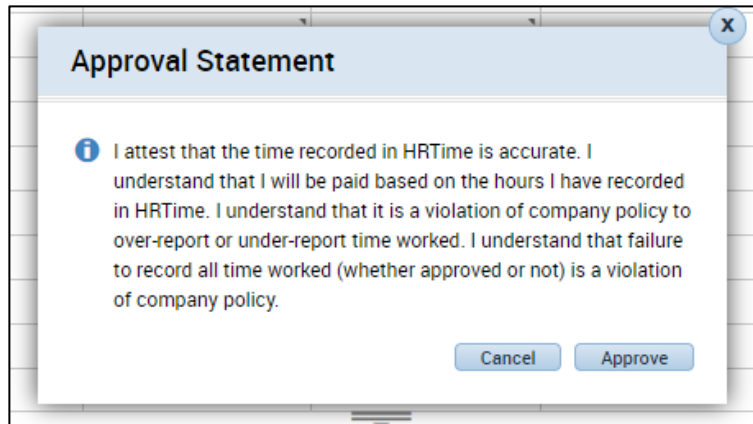 X
Approval Statement
I attest that the time recorded in HRTime is accurate. I
understand that I will be paid based on the hours I have recorded
in HRTime. I understand that it is a violation of company policy to
over-report or under-report time worked. I understand that failure
to record all time worked (whether approved or not) is a violation
of company policy.
Cancel Approve